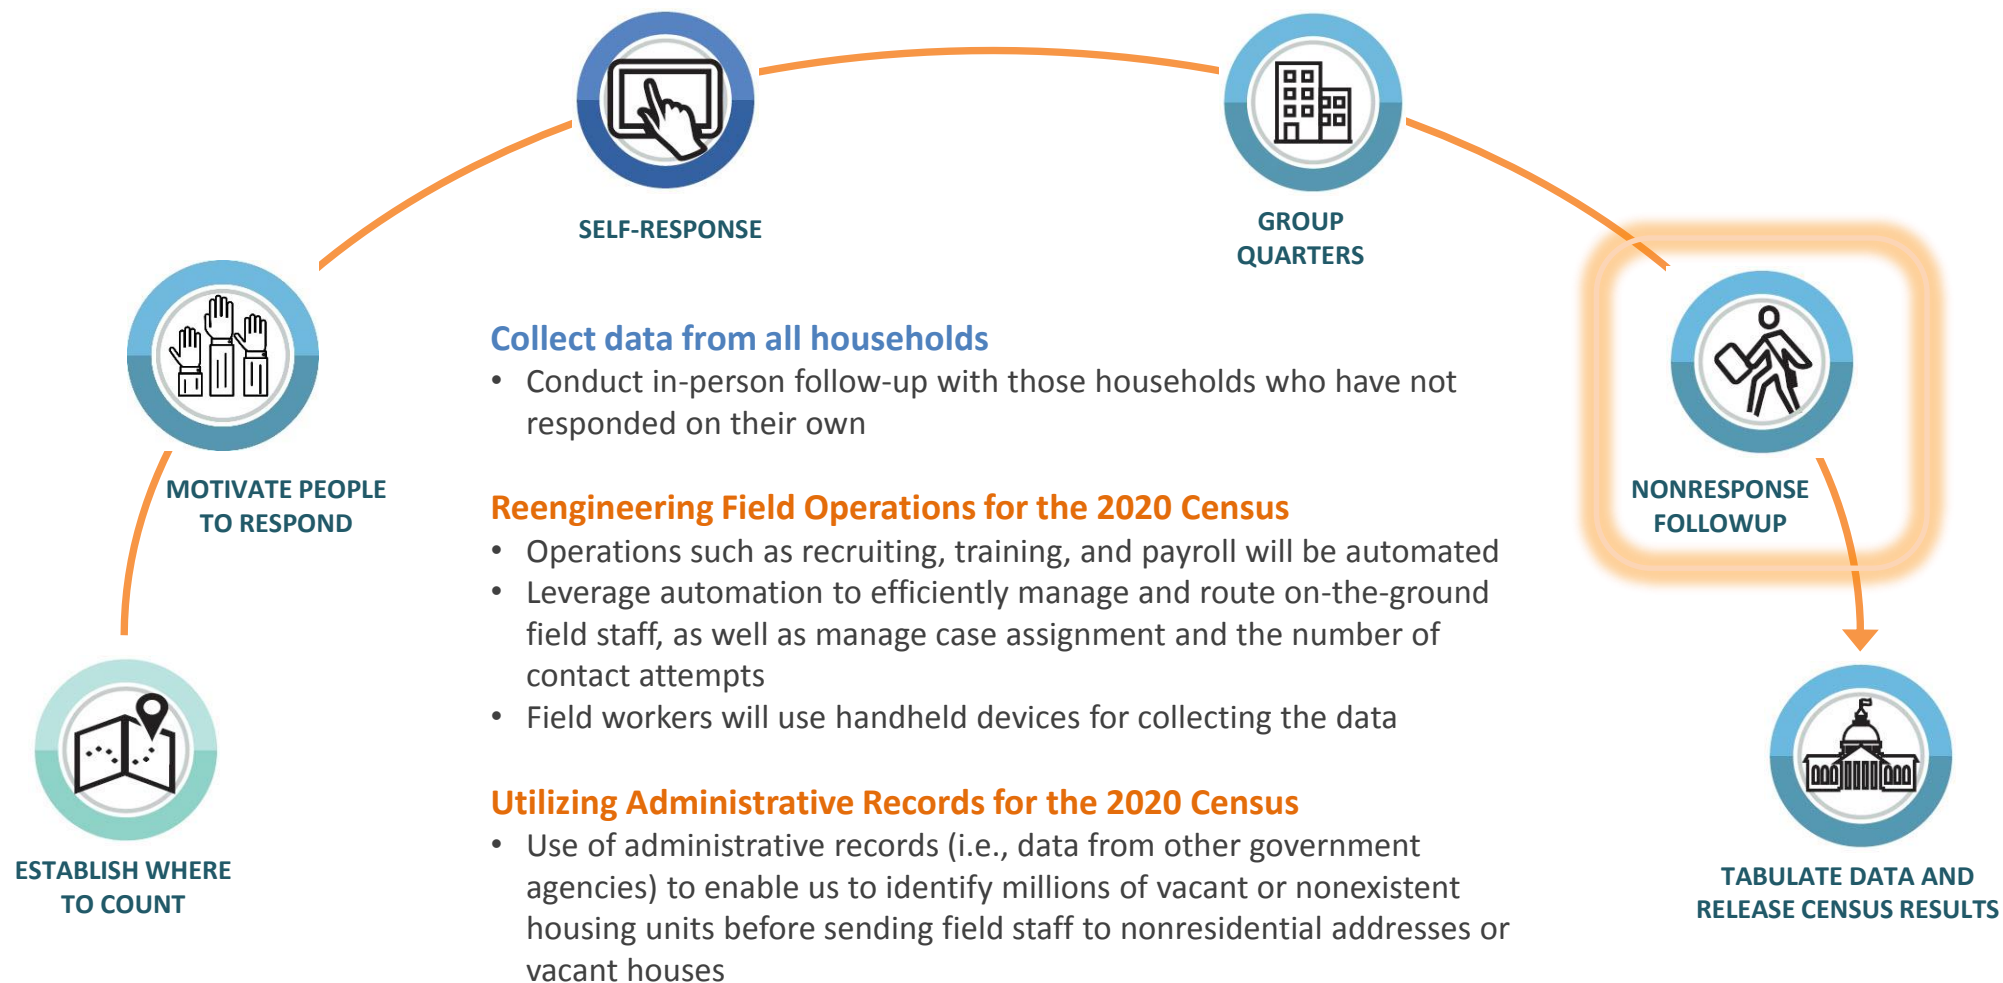 SELF-RESPONSE
GROUP
QUARTERS
MOTIVATE PEOPLE
TO RESPOND
NONRESPONSE
FOLLOWUP
ESTABLISH WHERE
TO COUNT
TABULATE DATA AND
RELEASE CENSUS RESULTS
Collect data from all households
• Conduct in-person follow-up with those households who have not
responded on their own
Reengineering Field Operations for the 2020 Census
• Operations such as recruiting, training, and payroll will be automated
• Leverage automation to efficiently manage and route on-the-ground
field staff, as well as manage case assignment and the number of
contact attempts
• Field workers will use handheld devices for collecting the data
Utilizing Administrative Records for the 2020 Census
• Use of administrative records (i.e., data from other government
agencies) to enable us to identify millions of vacant or nonexistent
housing units before sending field staff to nonresidential addresses or
vacant houses